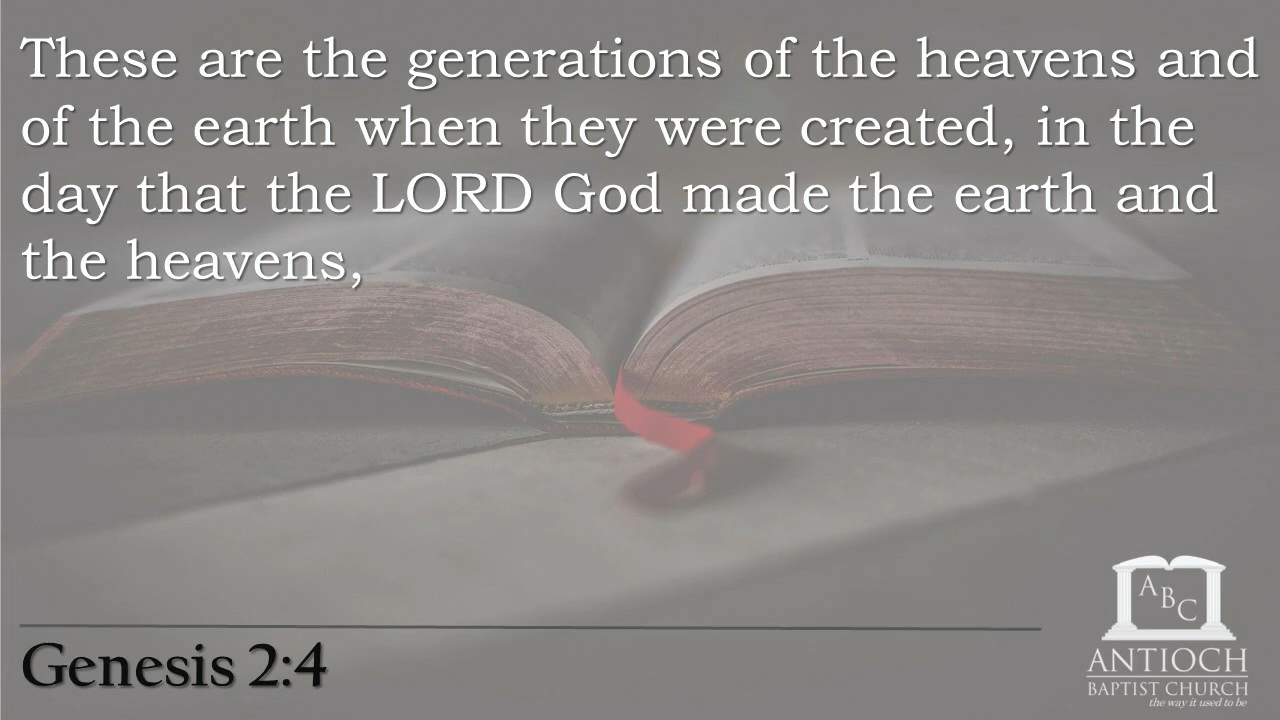 These are the generations of the heavens and
of the earth when they were created, in the
day that the LORD God made the earth and
the heavens,
Genesis 2:4
A B C
ANTIOCH
BAPTIST CHURCH
the way it used to be